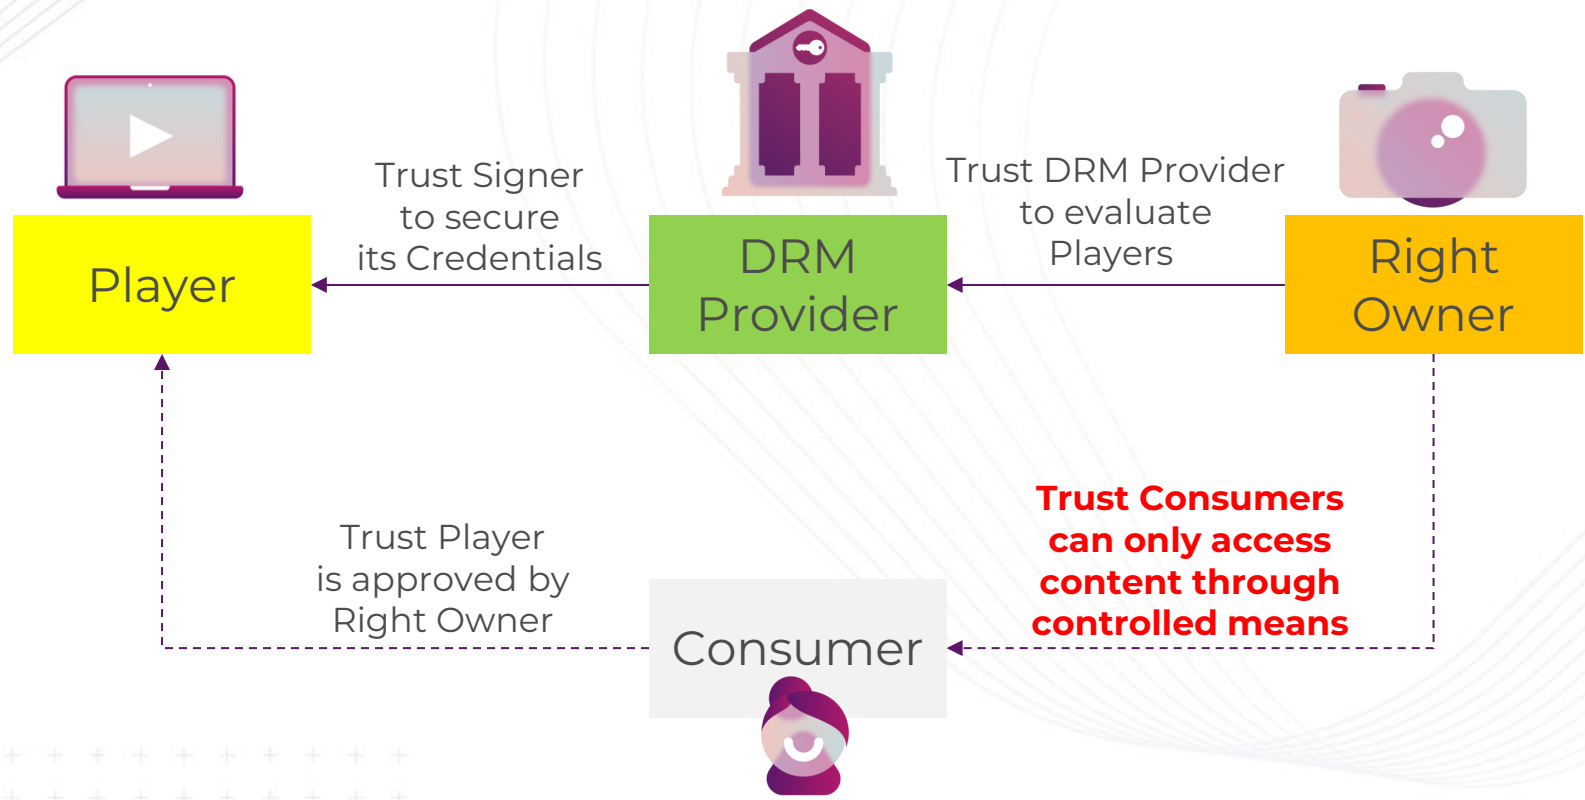 Trust Signer
to secure
its Credentials
Trust DRM Provider
to evaluate
Players
Player
DRM
Provider
Right
Owner
Trust Player
is approved by
Right Owner
Consumer
Trust Consumers
can only access
content through
controlled means